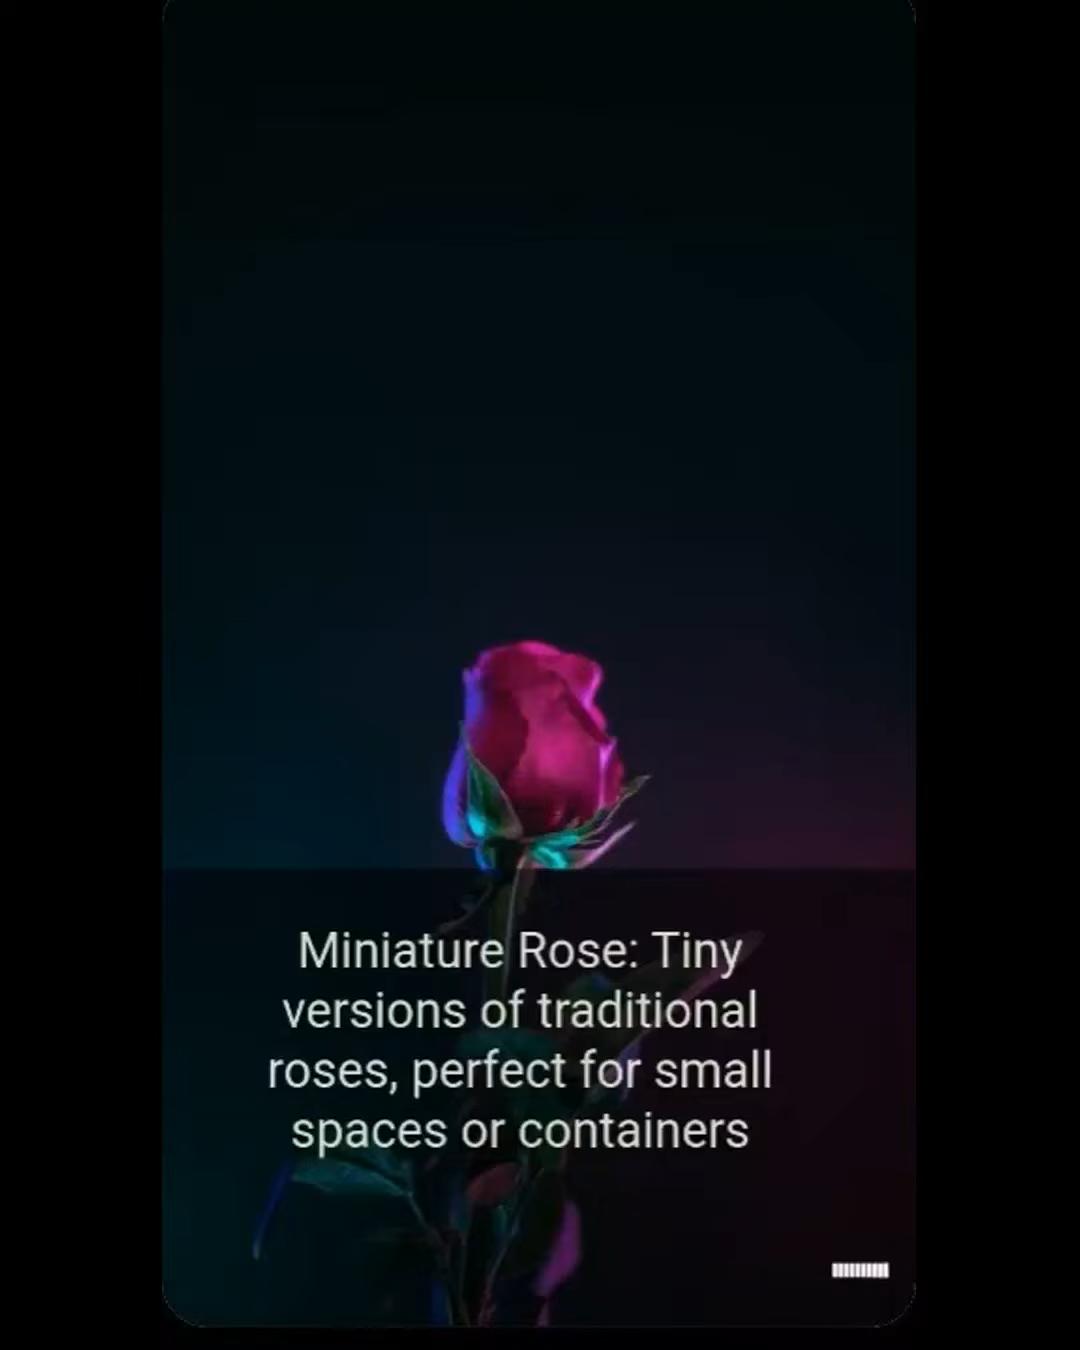 Miniature Rose: Tiny
versions of traditional
roses, perfect for small
spaces or containers